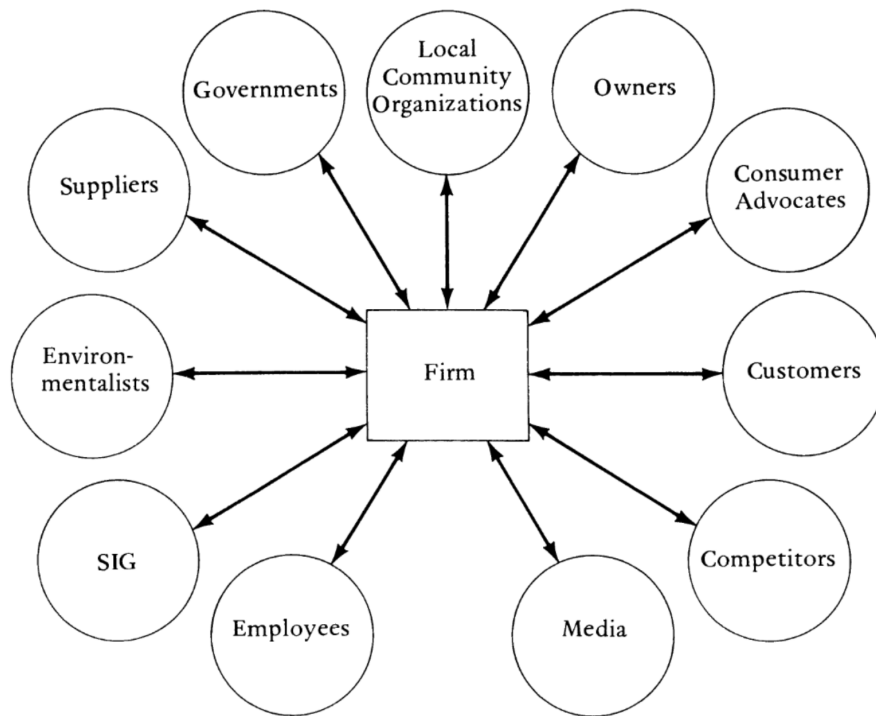 Governments
Local
Community
Organizations
Owners
Suppliers
Consumer
Advocates
Environ-
mentalists
Firm
Customers
SIG
Competitors
Employees
Media